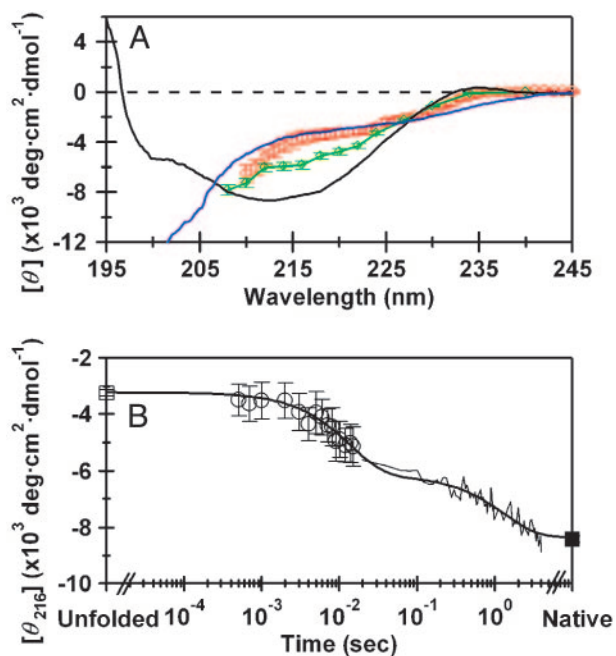 A
[θ] (x10³ deg·cm²·dmol⁻¹)
4
0
-4
-8
-12
195 205 215 225 235 245
Wavelength (nm)
B
[θ₂₁₆] (x10³ deg·cm²·dmol⁻¹)
-2
-4
-6
-8
-10
Unfolded 10⁻⁴ 10⁻³ 10⁻² 10⁻¹ 10⁰ Native
Time (sec)